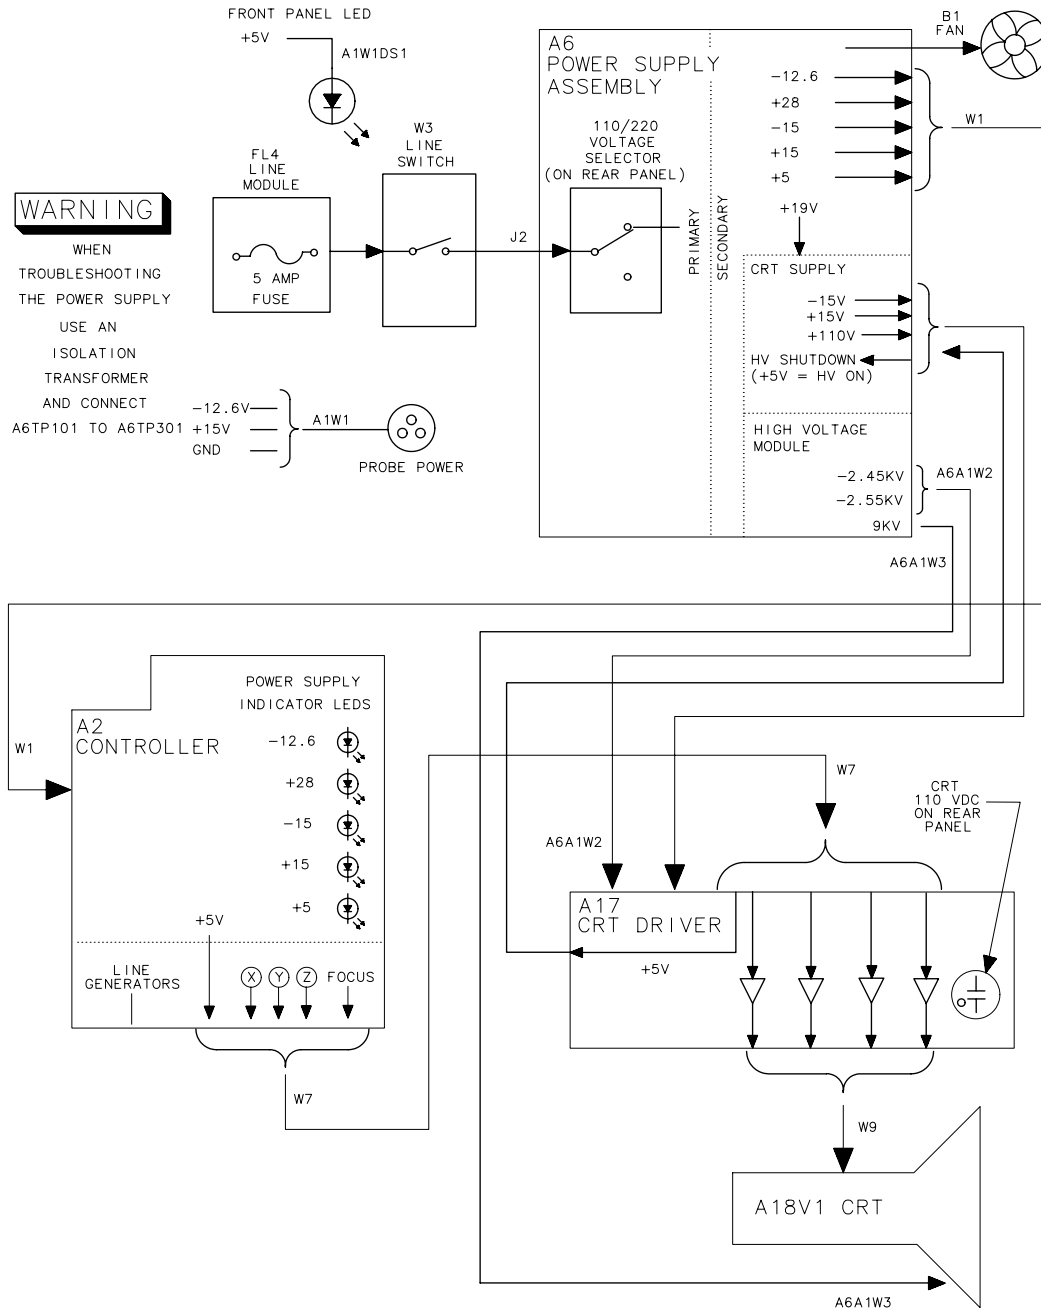 FRONT PANEL LED
+5V
A1W1DS1
W3
LINE
SWITCH
FL4
LINE
MODULE
5 AMP
FUSE
J2
WARNING
WHEN
TROUBLESHOOTING
THE POWER SUPPLY
USE AN
ISOLATION
TRANSFORMER
AND CONNECT
A6TP101 TO A6TP301
-12.6V
+15V
GND
A1W1
PROBE POWER
A6
POWER SUPPLY
ASSEMBLY
110/220
VOLTAGE
SELECTOR
(ON REAR PANEL)
PRIMARY
SECONDARY
B1
FAN
-12.6
+28
-15
+15
+5
W1
+19V
CRT SUPPLY
-15V
+15V
+110V
HV SHUTDOWN
(+5V = HV ON)
HIGH VOLTAGE
MODULE
-2.45KV
-2.55KV
9KV
A6A1W2
A6A1W3
W1
A2
CONTROLLER
POWER SUPPLY
INDICATOR LEDS
-12.6
+28
-15
+15
+5
+5V
LINE
GENERATORS
X
Y
Z
FOCUS
W7
W7
CRT
110 VDC
ON REAR
PANEL
A6A1W2
A17
CRT DRIVER
+5V
W9
A18V1 CRT
A6A1W3